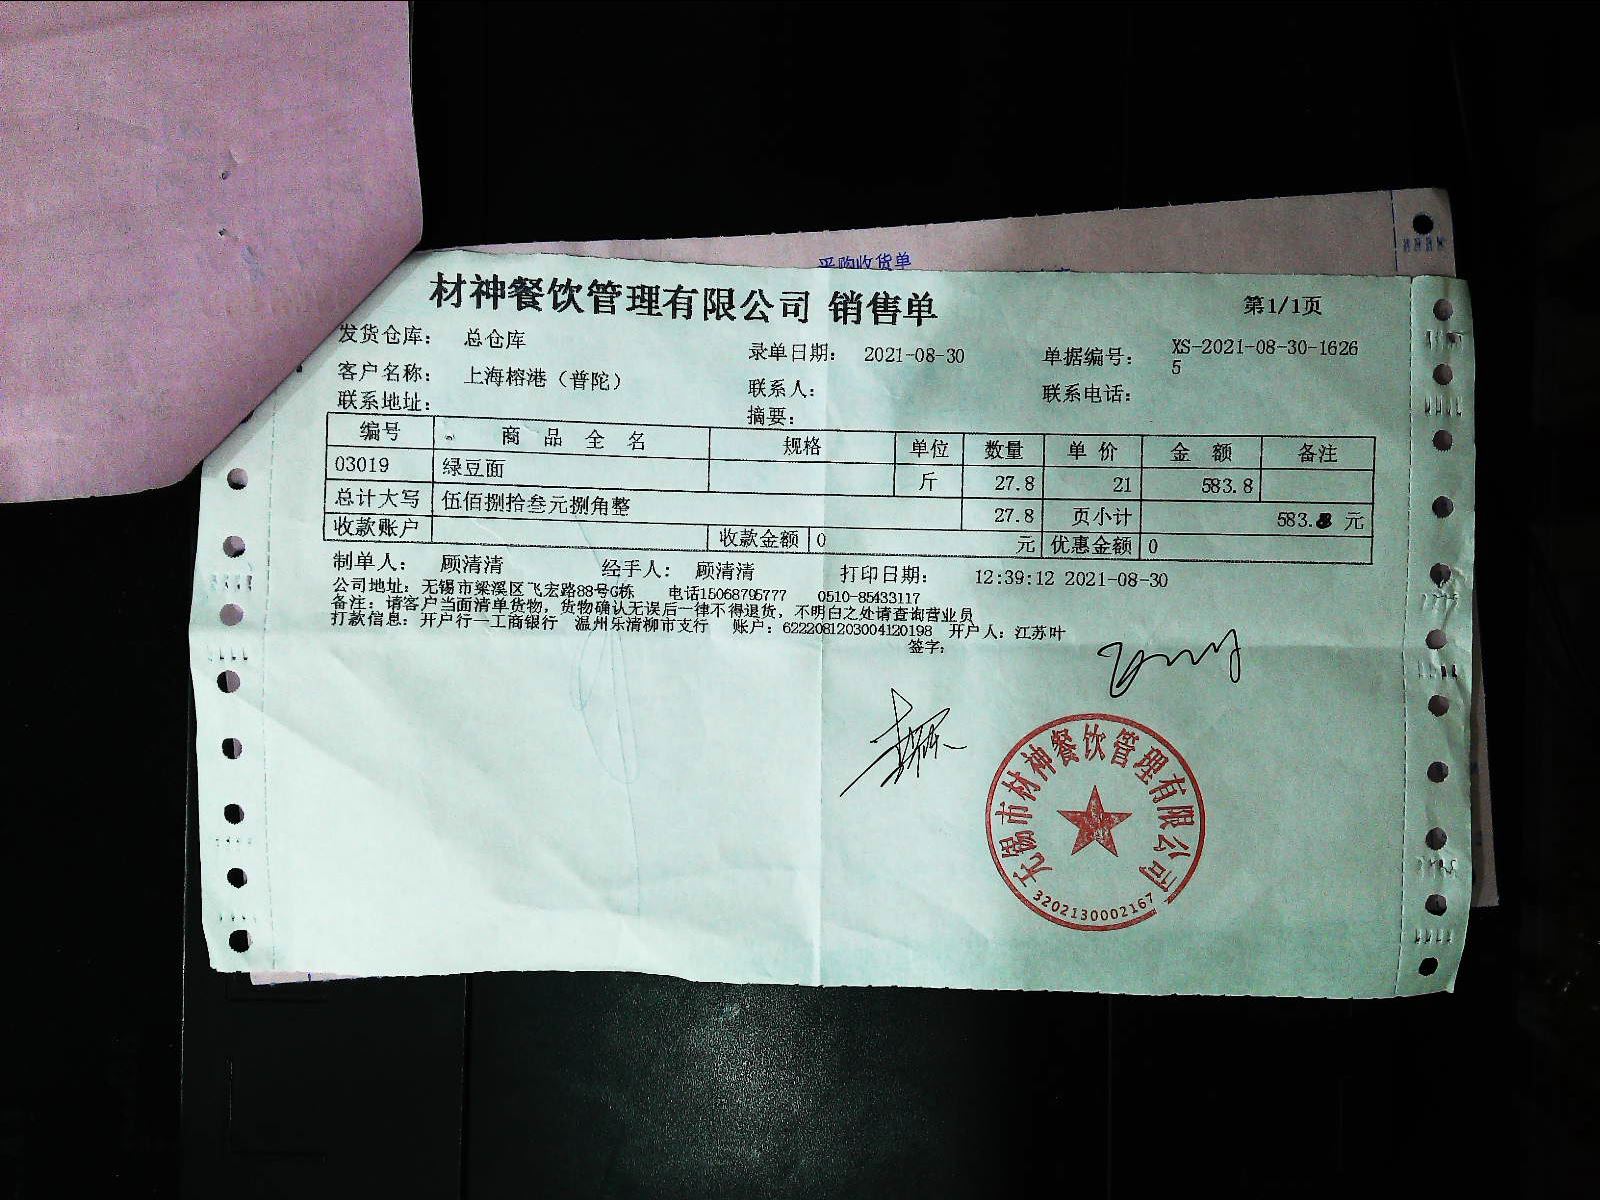 采购收货单
材神餐饮管理有限公司 销售单
第1/1页
发货仓库： 总仓库
录单日期： 2021-08-30
单据编号： XS-2021-08-30-1626
5
客户名称： 上海榕港（普陀）
联系人：
联系电话：
联系地址：
摘要：
编号 商品全名 规格 单位 数量 单价 金额 备注
03019 绿豆面 斤 27.8 21 583.8
总计大写 伍佰捌拾叁元捌角整 27.8 页小计 583.8 元
收款账户 收款金额 0 元 优惠金额 0
制单人： 顾清清 经手人： 顾清清 打印日期： 12:39:12 2021-08-30
公司地址：无锡市梁溪区飞宏路88号G栋 电话15068795777 0510-85433117
备注：请客户当面清单货物，货物确认无误后一律不得退货，不明白之处请查询营业员
打款信息：开户行一工商银行 温州乐清柳市支行 账户：6222081203004120198 开户人：江苏叶
签字：
无锡市材神餐饮管理有限公司
3202130002167